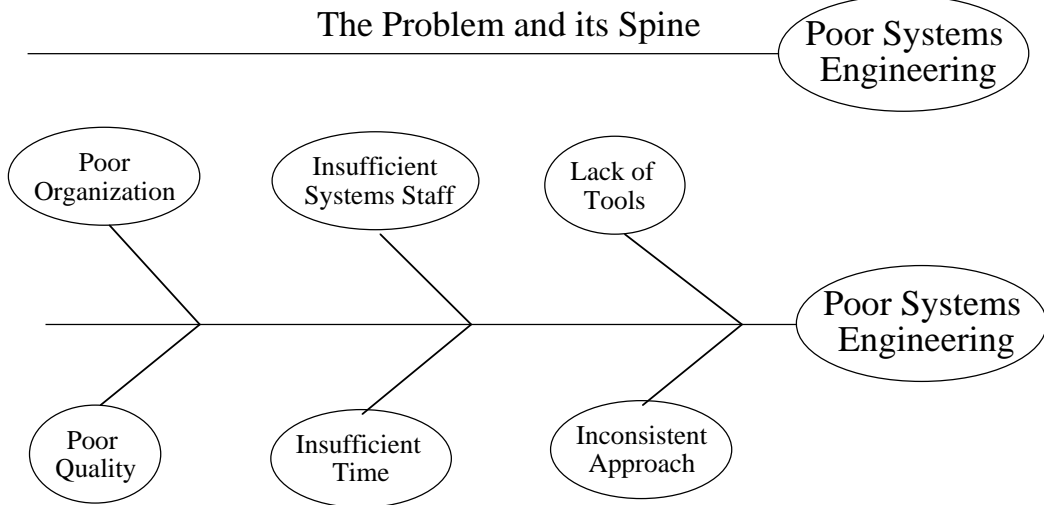 The Problem and its Spine
Poor Systems
Engineering
Poor
Organization
Insufficient
Systems Staff
Lack of
Tools
Poor Systems
Engineering
Poor
Quality
Insufficient
Time
Inconsistent
Approach